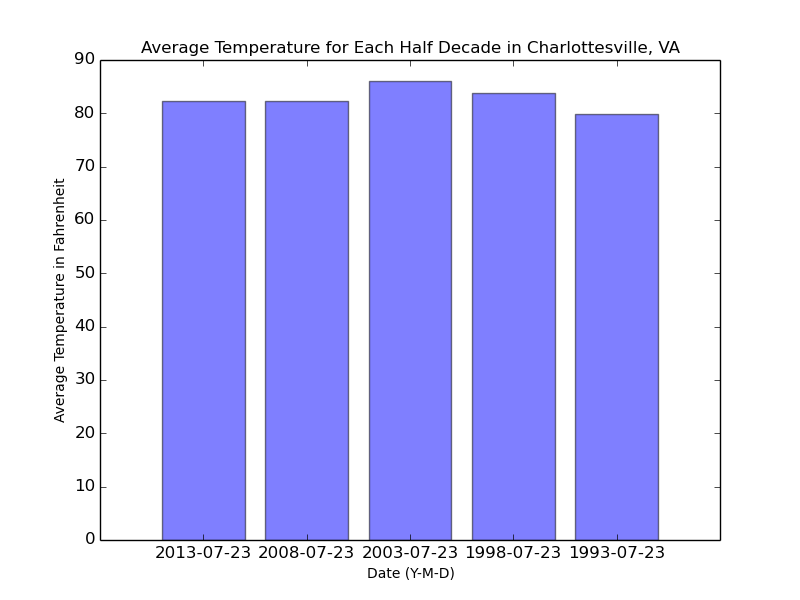 Average Temperature for Each Half Decade in Charlottesville, VA
90
80
70
60
50
40
30
20
10
0
Average Temperature in Fahrenheit
2013-07-23 2008-07-23 2003-07-23 1998-07-23 1993-07-23
Date (Y-M-D)